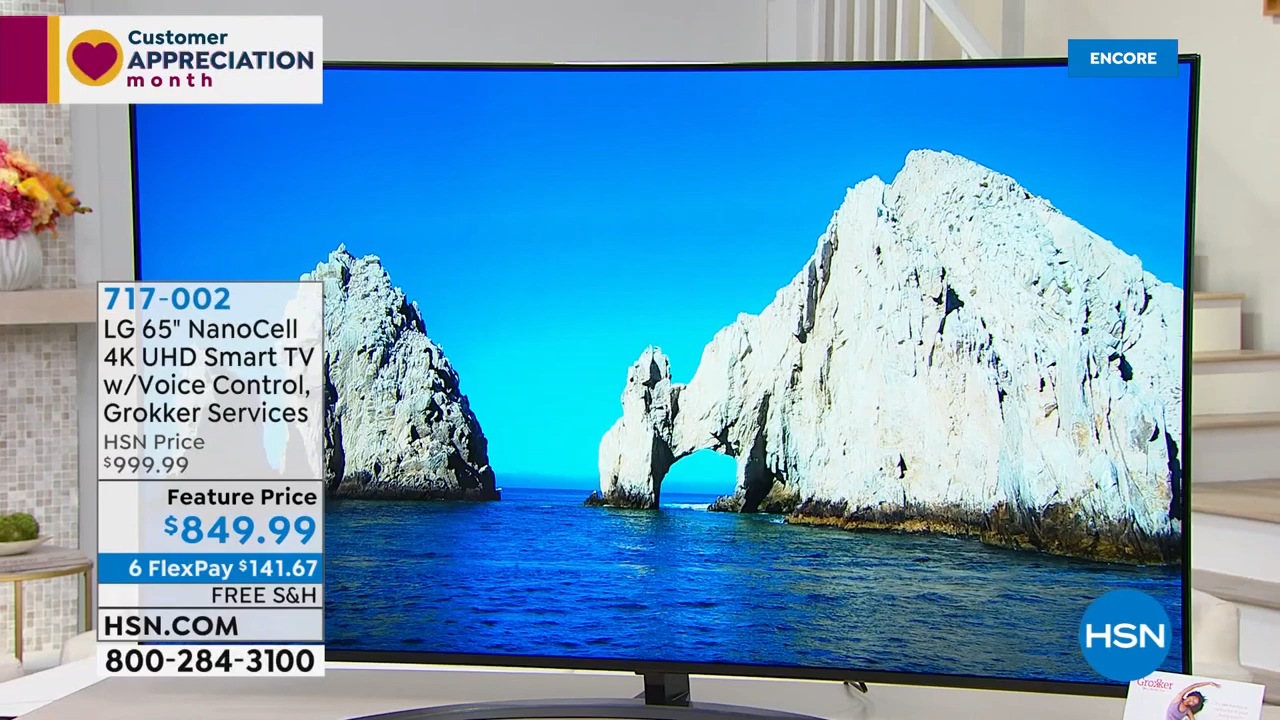 Customer
APPRECIATION
month
ENCORE
717-002
LG 65" NanoCell
4K UHD Smart TV
w/Voice Control,
Grokker Services
HSN Price
$999.99
Feature Price
$849.99
6 FlexPay $141.67
FREE S&H
HSN.COM
800-284-3100
HSN
Grokker